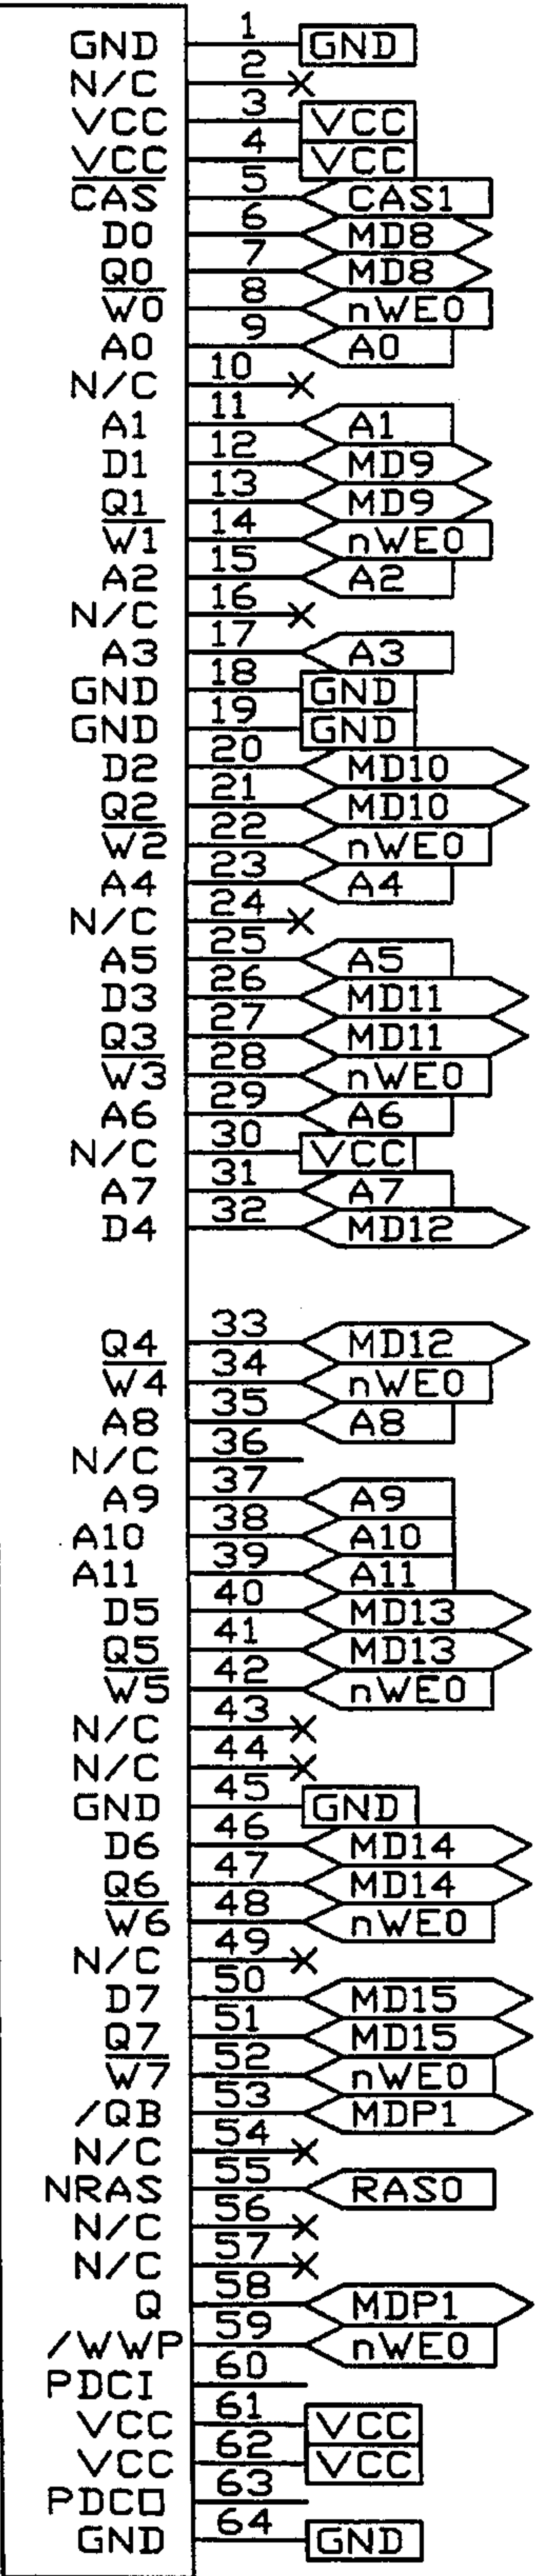 GND 1 GND
N/C 2
VCC 3 VCC
VCC 4 VCC
CAS 5 CAS1
D0 6 MD8
Q0 7 MD8
W0 8 nWE0
A0 9 A0
N/C 10
A1 11 A1
D1 12 MD9
Q1 13 MD9
W1 14 nWE0
A2 15 A2
N/C 16
A3 17 A3
GND 18 GND
GND 19 GND
D2 20 MD10
Q2 21 MD10
W2 22 nWE0
A4 23 A4
N/C 24
A5 25 A5
D3 26 MD11
Q3 27 MD11
W3 28 nWE0
A6 29 A6
N/C 30 VCC
A7 31 A7
D4 32 MD12
Q4 33 MD12
W4 34 nWE0
A8 35 A8
N/C 36
A9 37 A9
A10 38 A10
A11 39 A11
D5 40 MD13
Q5 41 MD13
W5 42 nWE0
N/C 43
N/C 44
GND 45 GND
D6 46 MD14
Q6 47 MD14
W6 48 nWE0
N/C 49
D7 50 MD15
Q7 51 MD15
W7 52 nWE0
/QB 53 MDP1
N/C 54
NRAS 55 RAS0
N/C 56
N/C 57
Q 58 MDP1
/WWP 59 nWE0
PDCI 60
VCC 61 VCC
VCC 62 VCC
PDCO 63
GND 64 GND